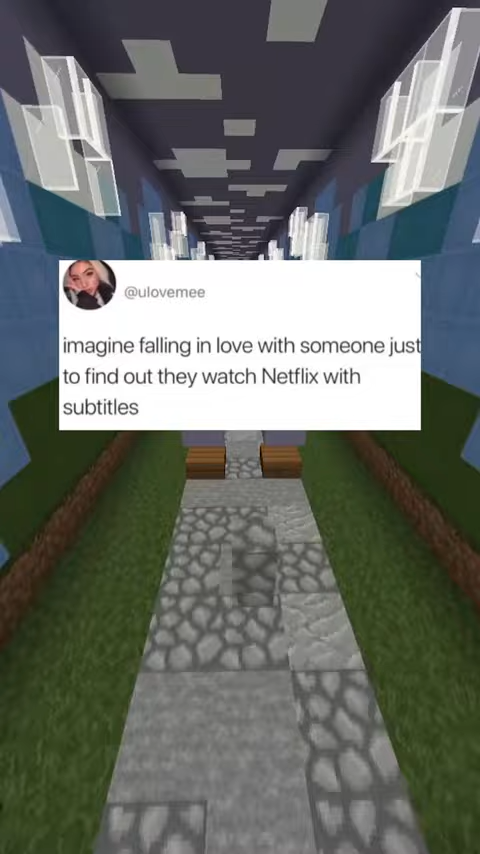 @ulovemee
imagine falling in love with someone just
to find out they watch Netflix with
subtitles